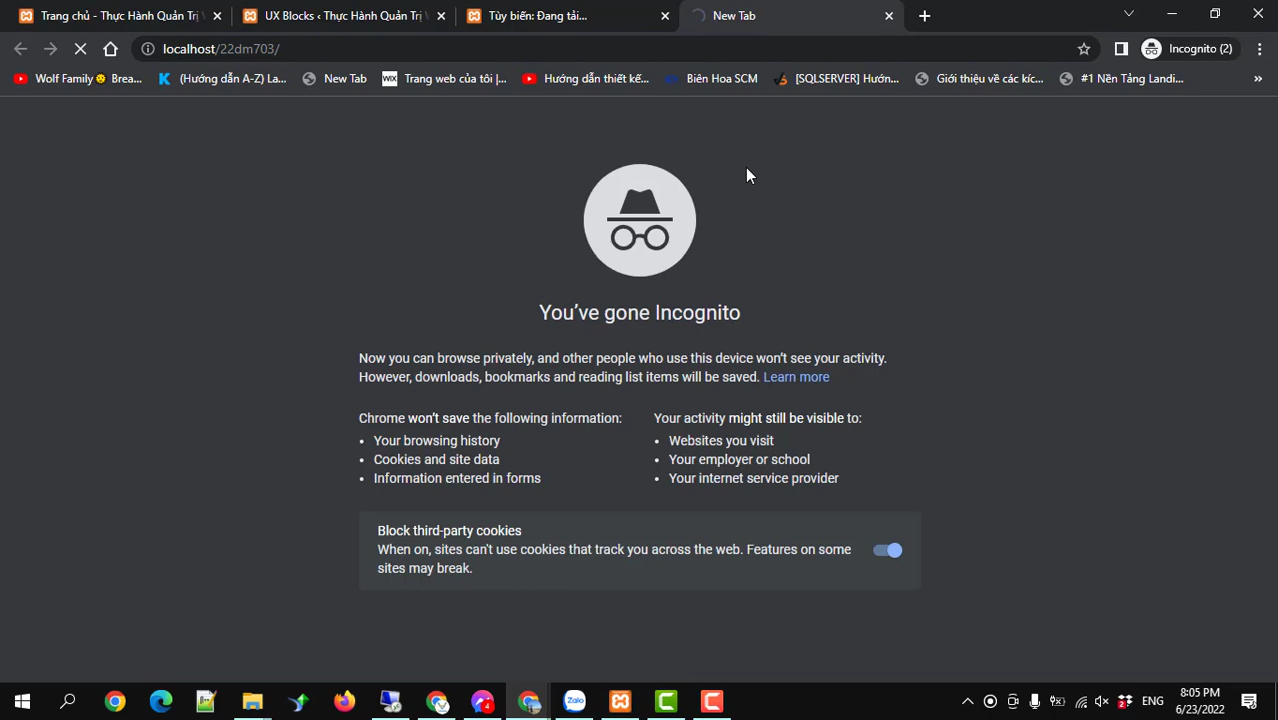 Trang chủ - Thực Hành Quản Trị
UX Blocks ‹ Thực Hành Quản Trị
Tùy biến: Đang tải...
New Tab
localhost/22dm703/
Incognito (2)
Wolf Family😮 Brea...
(Hướng dẫn A-Z) La...
New Tab
WIX
Trang web của tôi |...
Hướng dẫn thiết kế...
Biên Hòa SCM
[SQLSERVER] Hướn...
Giới thiệu về các kíc...
#1 Nền Tảng Landi...
You've gone Incognito
Now you can browse privately, and other people who use this device won't see your activity.
However, downloads, bookmarks and reading list items will be saved. Learn more
Chrome won't save the following information:
• Your browsing history
• Cookies and site data
• Information entered in forms
Your activity might still be visible to:
• Websites you visit
• Your employer or school
• Your internet service provider
Block third-party cookies
When on, sites can't use cookies that track you across the web. Features on some
sites may break.
4
Zalo
2
ENG
8:05 PM
6/23/2022